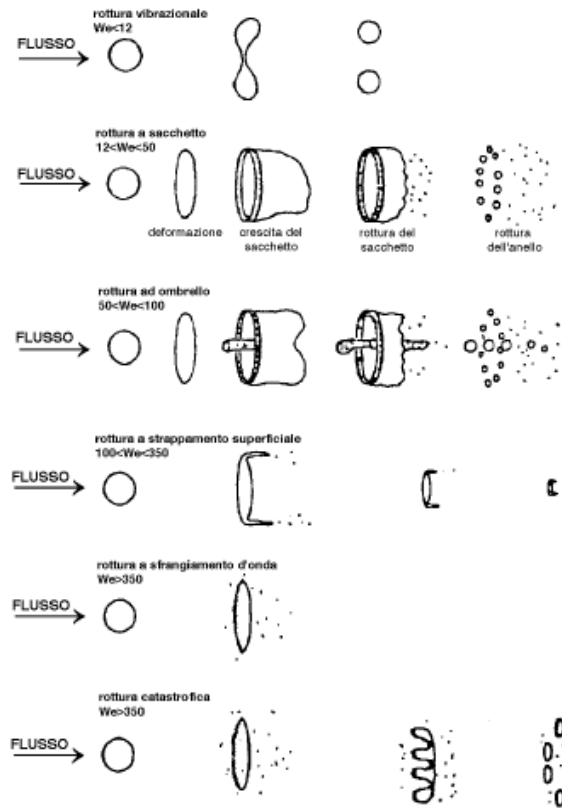 rottura vibrazionale
We<12
FLUSSO
rottura a sacchetto
12<We<50
FLUSSO
deformazione
crescita del
sacchetto
rottura del
sacchetto
rottura
dell'anello
rottura ad ombrello
50<We<100
FLUSSO
rottura a strappamento superficiale
100<We<350
FLUSSO
rottura a sfrangiamento d'onda
We>350
FLUSSO
rottura catastrofica
We>350
FLUSSO